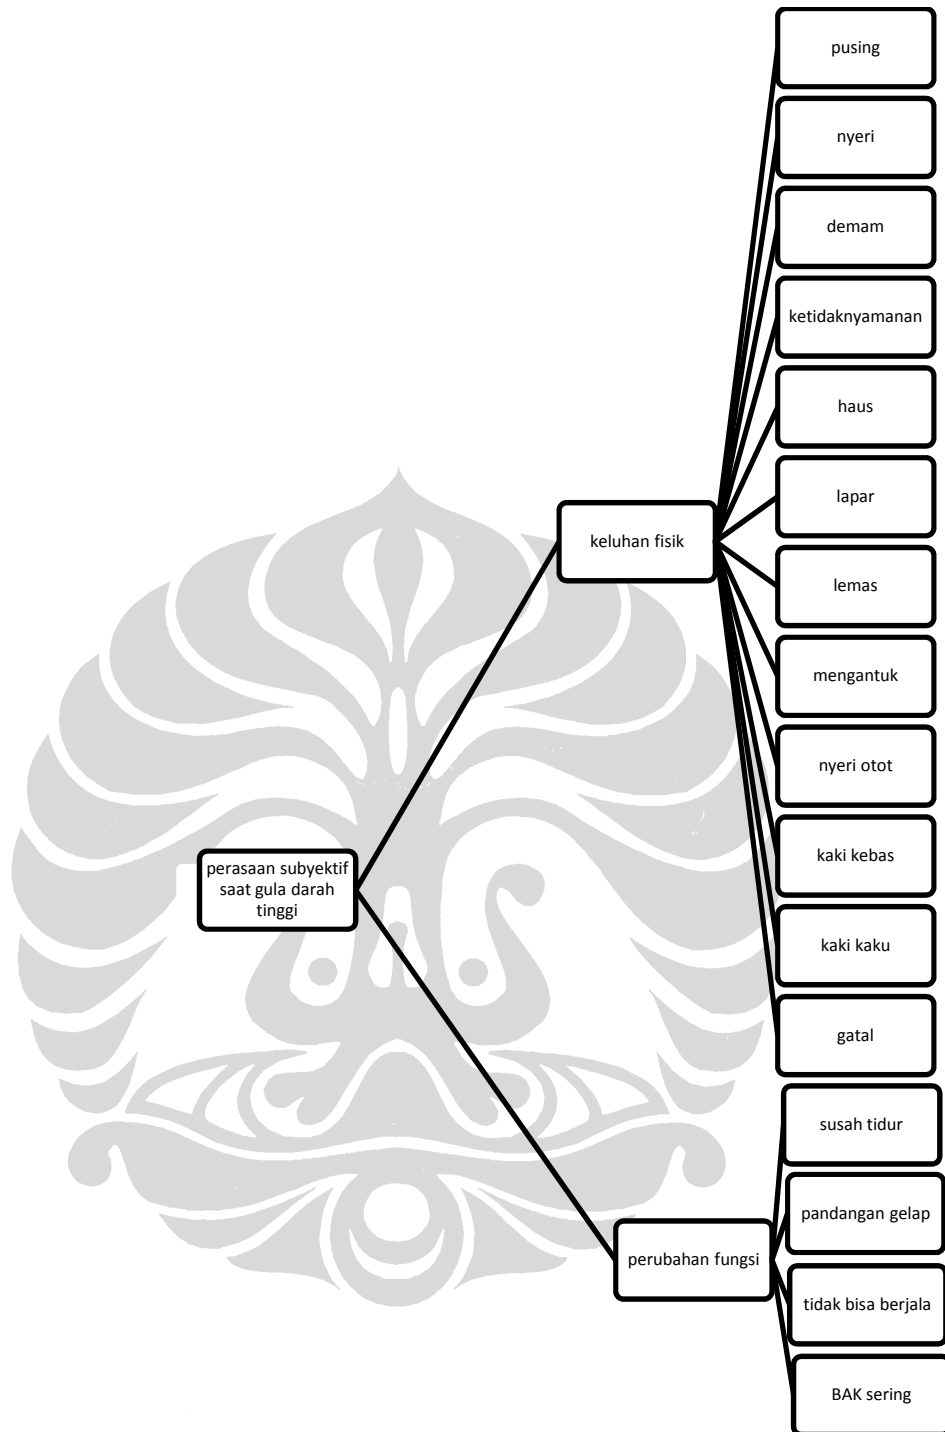 pusing
nyeri
demam
ketidaknyamanan
haus
lapar
keluhan fisik
lemas
mengantuk
nyeri otot
kaki kebas
perasaan subyektif
saat gula darah
tinggi
kaki kaku
gatal
susah tidur
pandangan gelap
perubahan fungsi
tidak bisa berjala
BAK sering